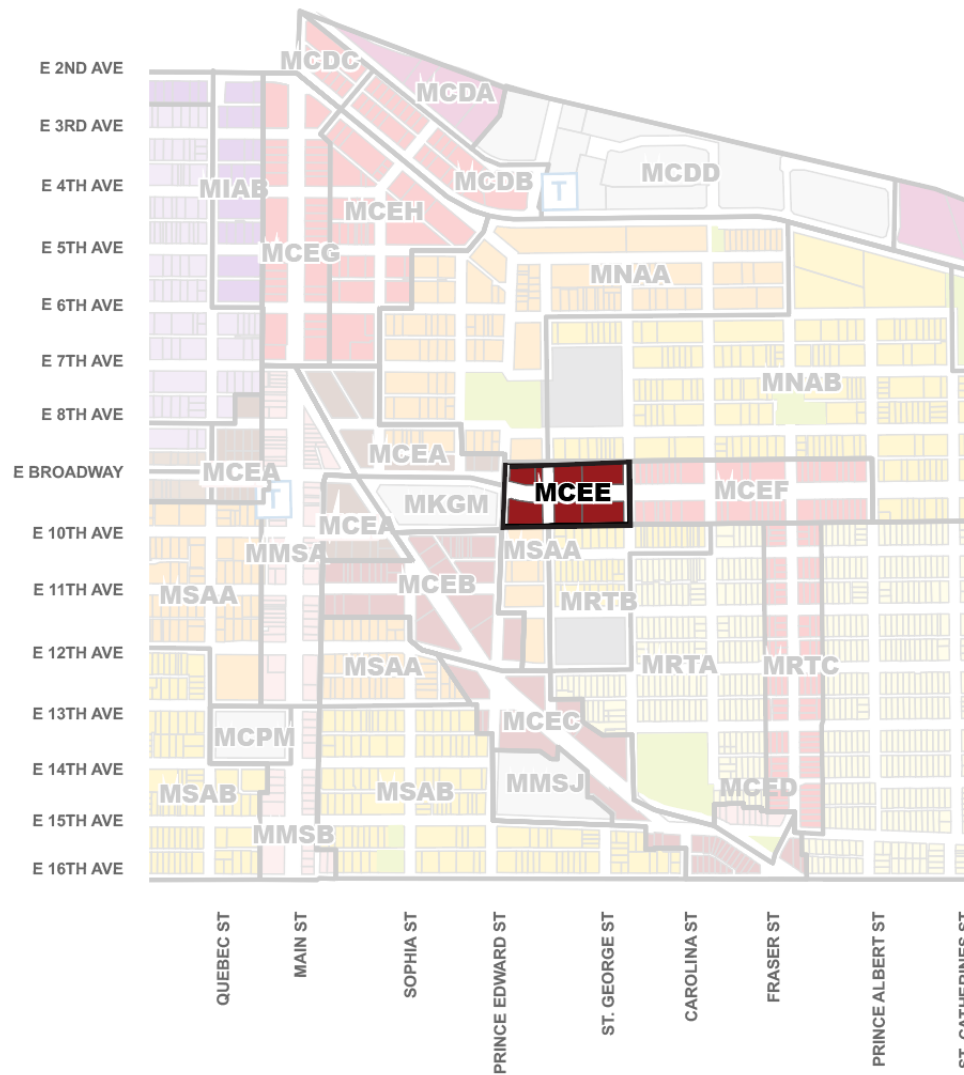 MCDC
E 2ND AVE
MCDA
E 3RD AVE
MCDD
MCDB
E 4TH AVE
MIAB
T
MCEH
E 5TH AVE
MCEG
MNAA
E 6TH AVE
E 7TH AVE
MNAB
E 8TH AVE
MCEA
E BROADWAY
MCEA
MCEE
MCEF
T
MKGM
MCEA
E 10TH AVE
MMSA
MSAA
MCEB
E 11TH AVE
MSAA
MRTB
E 12TH AVE
MSAA
MRTA
MRTC
E 13TH AVE
MCEC
MCPM
E 14TH AVE
MMSJ
MCED
MSAB
MSAB
E 15TH AVE
MMSB
E 16TH AVE
QUEBEC ST
MAIN ST
SOPHIA ST
PRINCE EDWARD ST
ST. GEORGE ST
CAROLINA ST
FRASER ST
PRINCE ALBERT ST
ST. CATHERINES ST